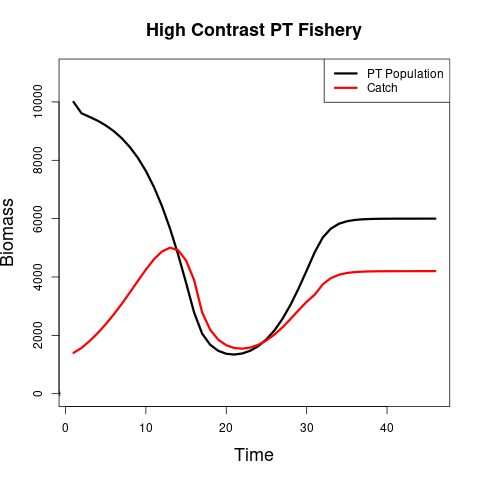 High Contrast PT Fishery
PT Population
Catch
Biomass
10000
8000
6000
4000
2000
0
0 10 20 30 40
Time